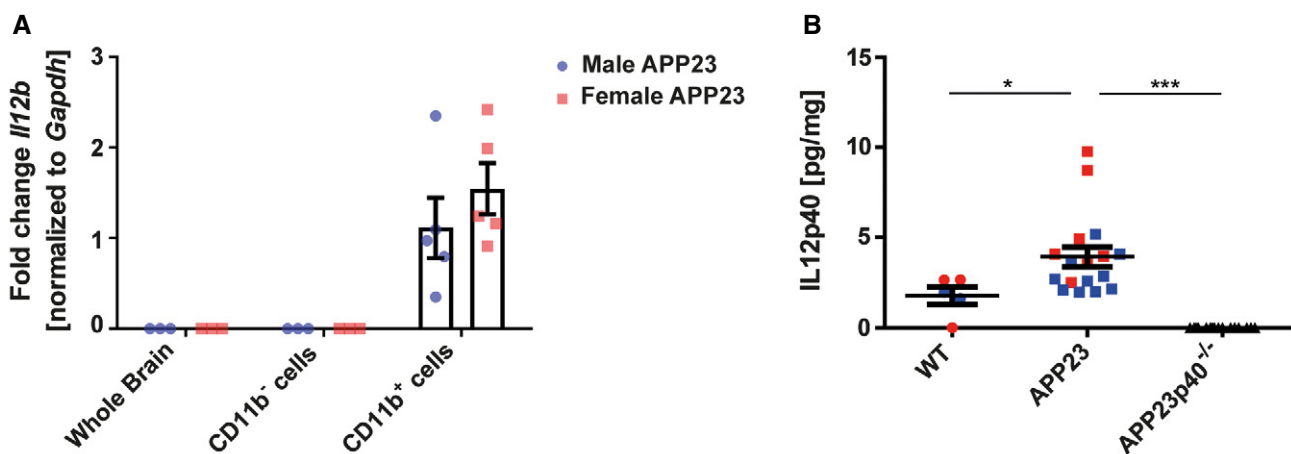 A
Fold change Il12b
[normalized to Gapdh]
3
2
1
0
Whole Brain
CD11b⁻ cells
CD11b⁺ cells
Male APP23
Female APP23
B
IL12p40 [pg/mg]
15
10
5
0
*
***
WT
APP23
APP23p40⁻/⁻